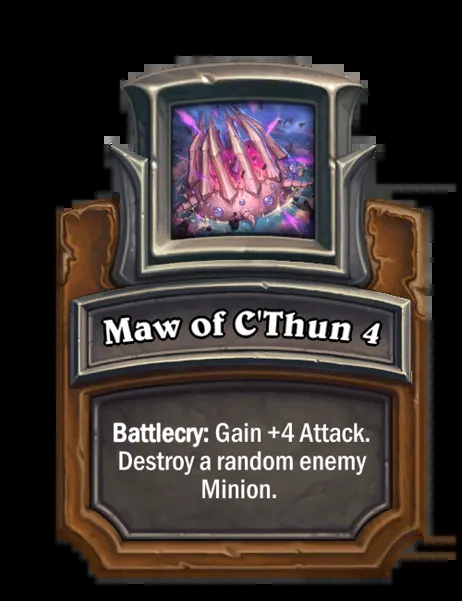 Maw of C'Thun 4
Battlecry: Gain +4 Attack.
Destroy a random enemy
Minion.